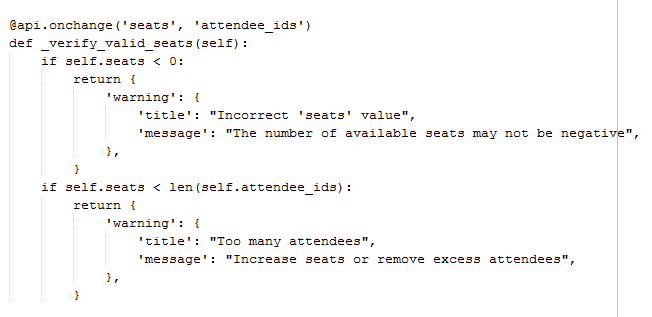 @api.onchange('seats', 'attendee_ids')
def _verify_valid_seats(self):
    if self.seats < 0:
        return {
            'warning': {
                'title': "Incorrect 'seats' value",
                'message': "The number of available seats may not be negative",
            },
        }
    if self.seats < len(self.attendee_ids):
        return {
            'warning': {
                'title': "Too many attendees",
                'message': "Increase seats or remove excess attendees",
            },
        }